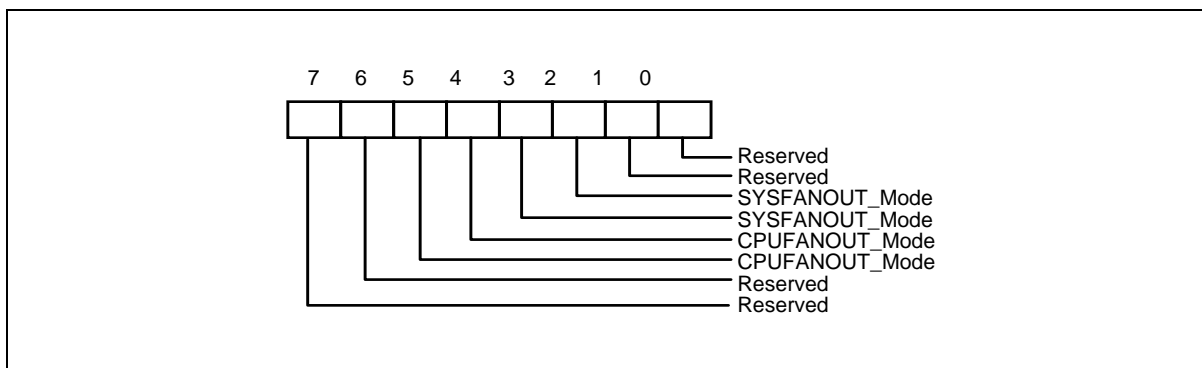 7 6 5 4 3 2 1 0
Reserved
Reserved
SYSFANOUT_Mode
SYSFANOUT_Mode
CPUFANOUT_Mode
CPUFANOUT_Mode
Reserved
Reserved